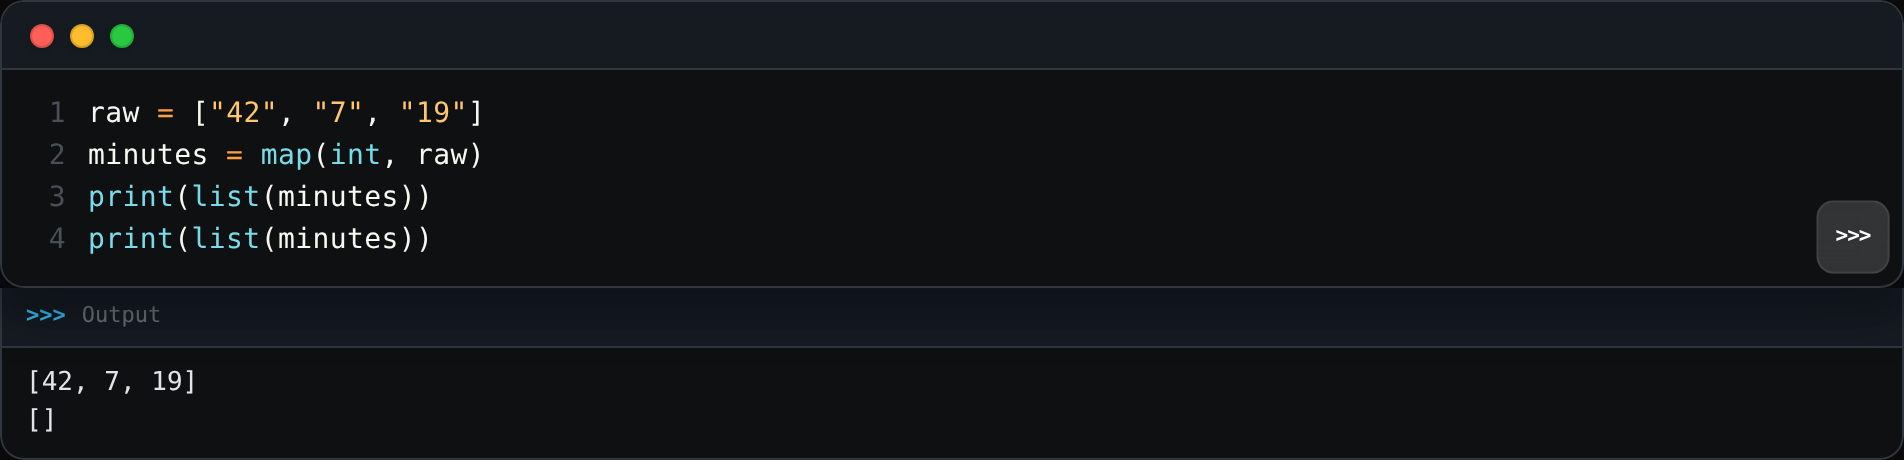 1 raw = ["42", "7", "19"]
2 minutes = map(int, raw)
3 print(list(minutes))
4 print(list(minutes))
>>>
>>> Output
[42, 7, 19]
[]